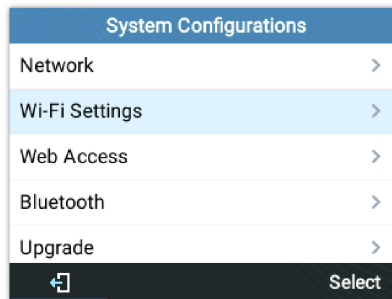 System Configurations
Network
Wi-Fi Settings
Web Access
Bluetooth
Upgrade
Select